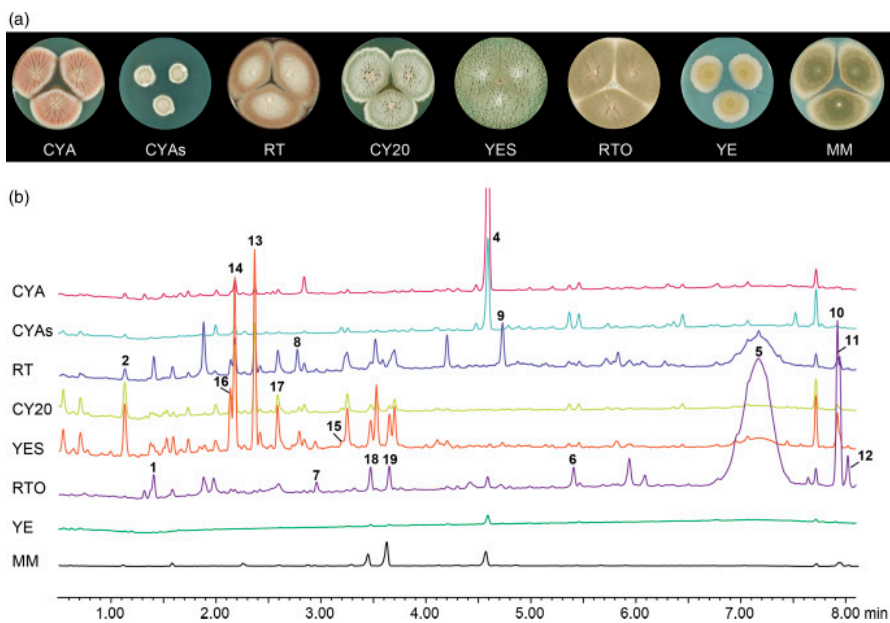 (a)
CYA CYAs RT CY20 YES RTO YE MM
(b)
13
4
14
CYA
10
CYAs
9
11
8
2
5
RT
16
17
CY20
15
YES
12
1
7
18 19
6
RTO
YE
MM
1.00 2.00 3.00 4.00 5.00 6.00 7.00 8.00 min